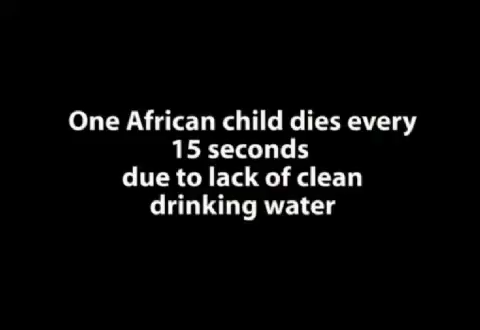 One African child dies every
15 seconds
due to lack of clean
drinking water